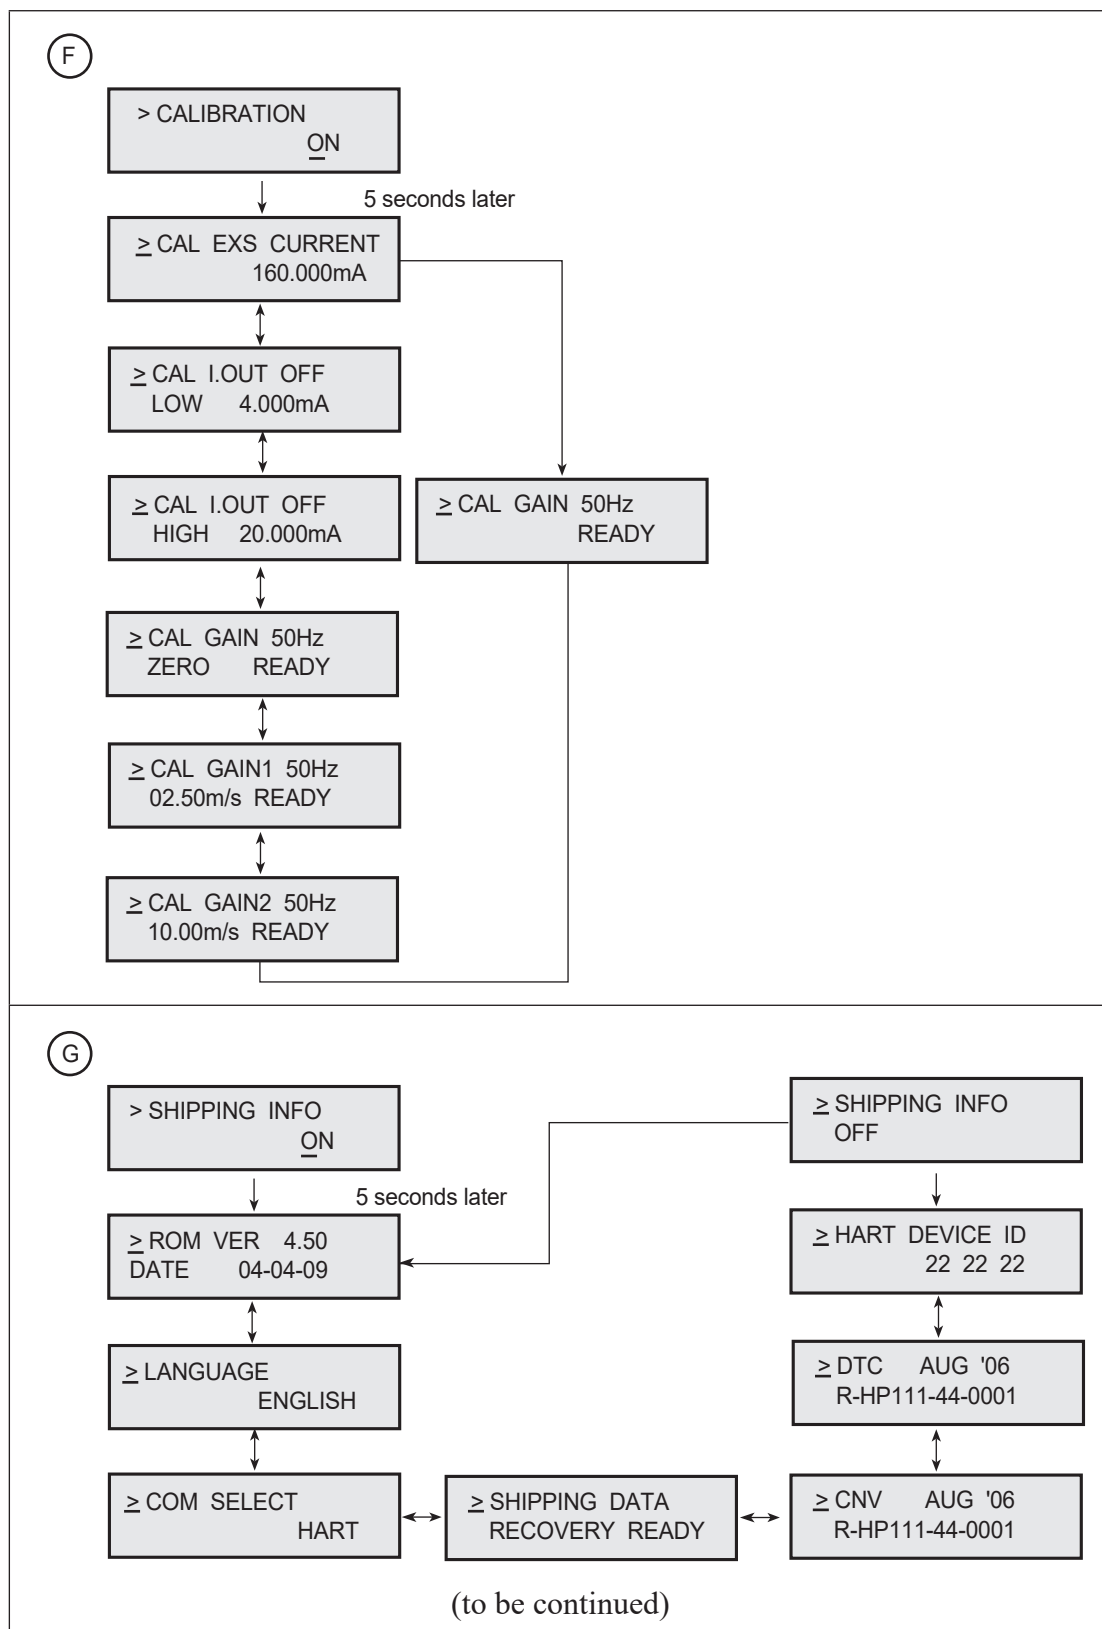 F
> CALIBRATION
ON
5 seconds later
> CAL EXS CURRENT
160.000mA
> CAL I.OUT OFF
LOW 4.000mA
> CAL I.OUT OFF
HIGH 20.000mA
> CAL GAIN 50Hz
READY
> CAL GAIN 50Hz
ZERO READY
> CAL GAIN1 50Hz
02.50m/s READY
> CAL GAIN2 50Hz
10.00m/s READY
G
> SHIPPING INFO
ON
5 seconds later
> ROM VER 4.50
DATE 04-04-09
> LANGUAGE
ENGLISH
> COM SELECT
HART
> SHIPPING DATA
RECOVERY READY
> SHIPPING INFO
OFF
> HART DEVICE ID
22 22 22
> DTC AUG '06
R-HP111-44-0001
> CNV AUG '06
R-HP111-44-0001
(to be continued)